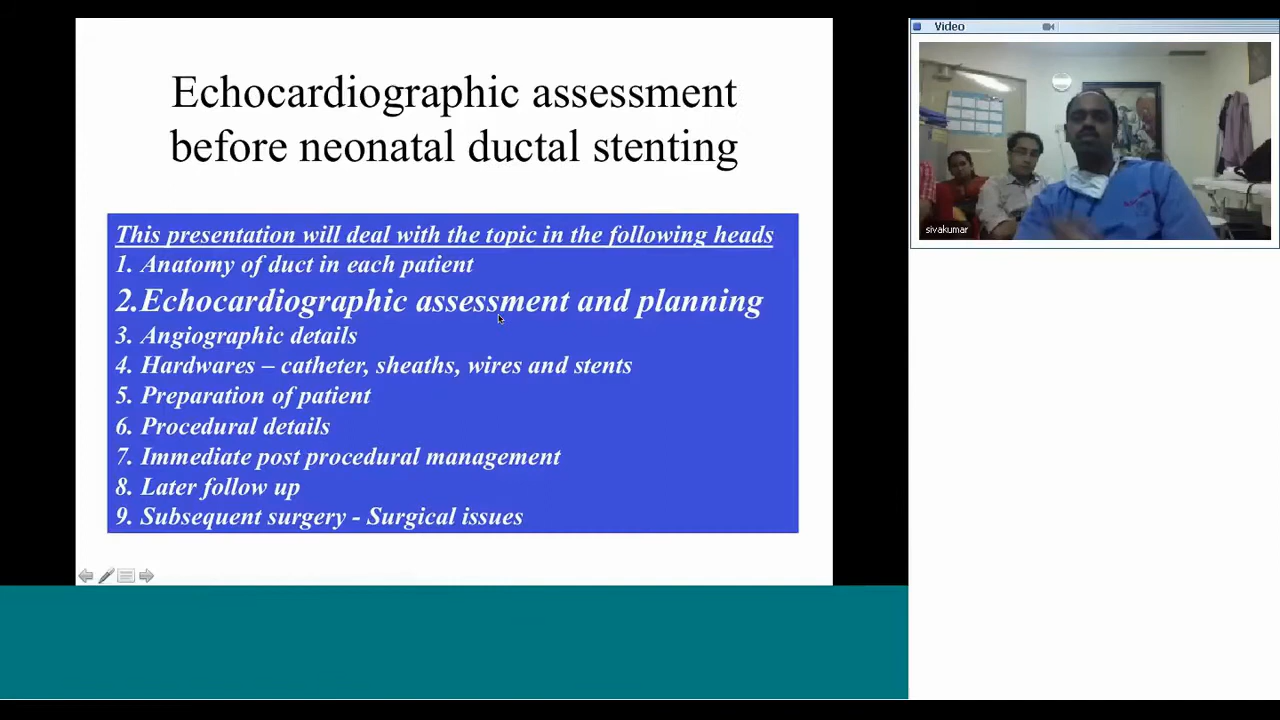 Echocardiographic assessment
before neonatal ductal stenting
This presentation will deal with the topic in the following heads
1. Anatomy of duct in each patient
2.Echocardiographic assessment and planning
3. Angiographic details
4. Hardwares – catheter, sheaths, wires and stents
5. Preparation of patient
6. Procedural details
7. Immediate post procedural management
8. Later follow up
9. Subsequent surgery - Surgical issues
Video
sivakumar